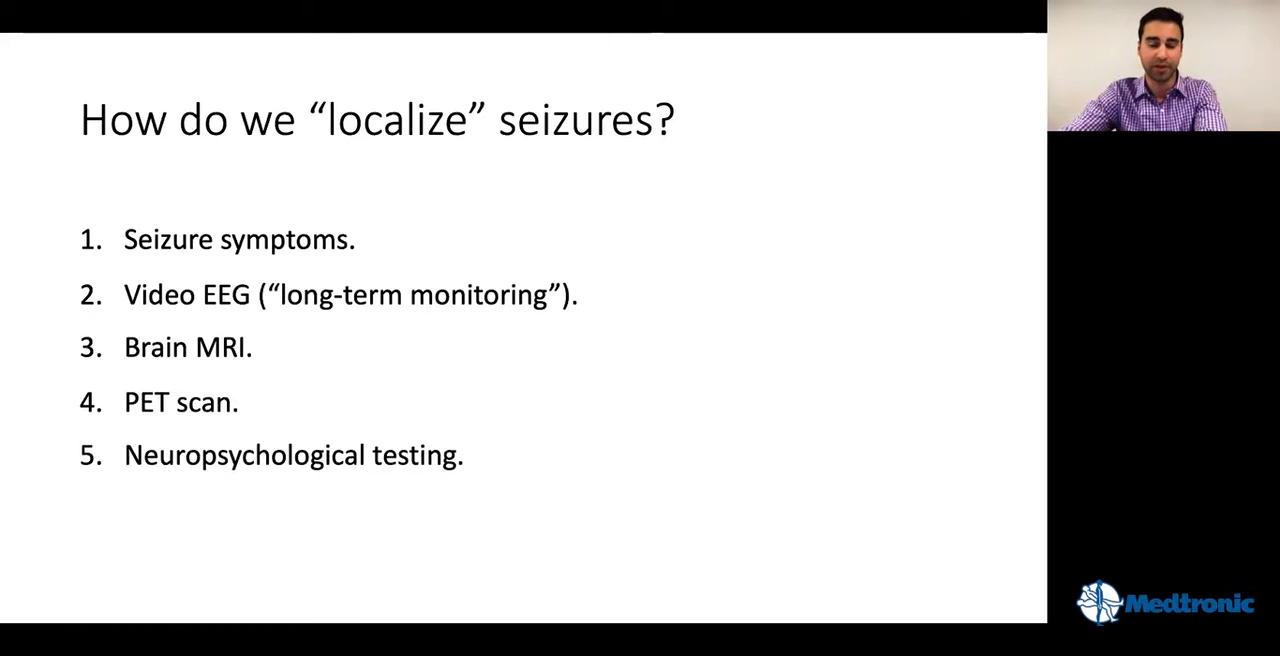 How do we “localize” seizures?
1. Seizure symptoms.
2. Video EEG (“long-term monitoring”).
3. Brain MRI.
4. PET scan.
5. Neuropsychological testing.
Medtronic